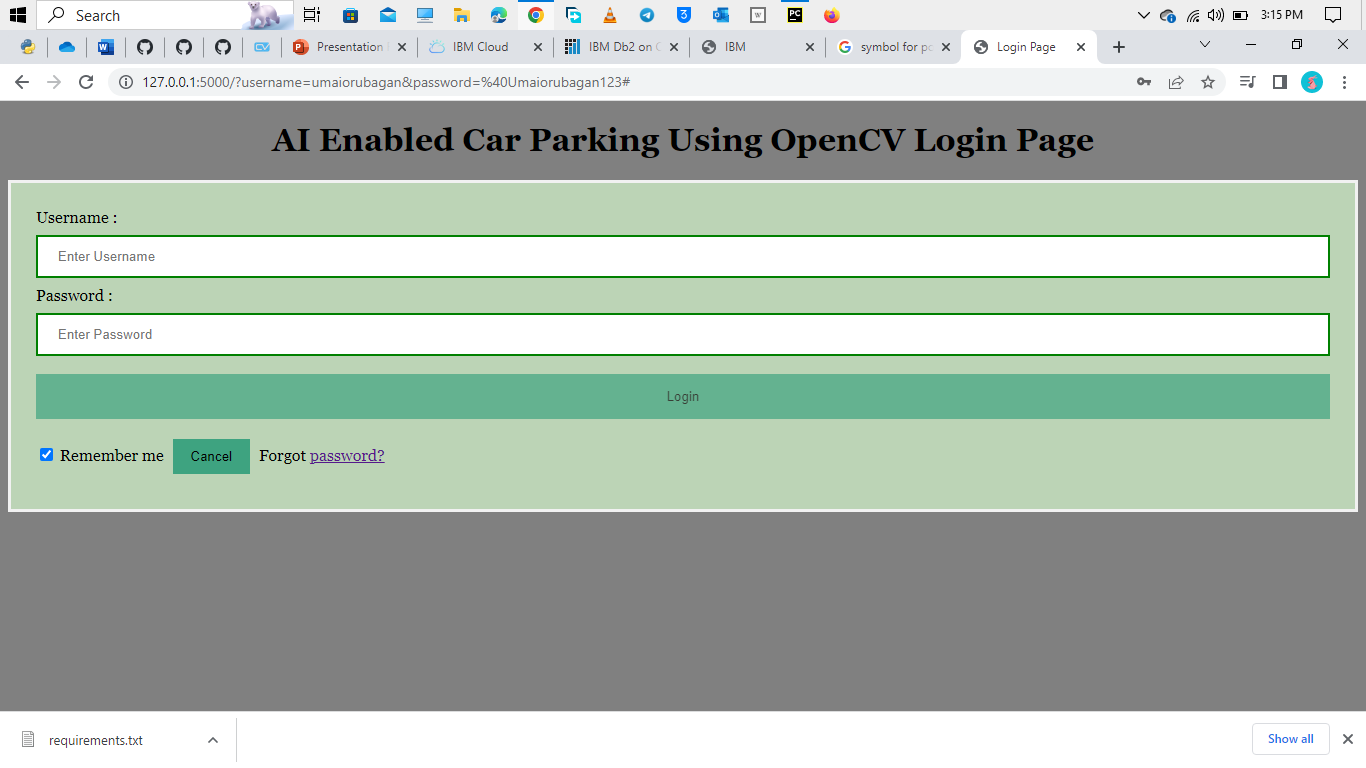 Search
3:15 PM
Presentation
IBM Cloud
IBM Db2 on
IBM
symbol for
Login Page
127.0.0.1:5000/?username=umaiorubagan&password=%40Umaiorubagan123#
AI Enabled Car Parking Using OpenCV Login Page
Username :
Enter Username
Password :
Enter Password
Login
Remember me
Cancel
Forgot password?
requirements.txt
Show all